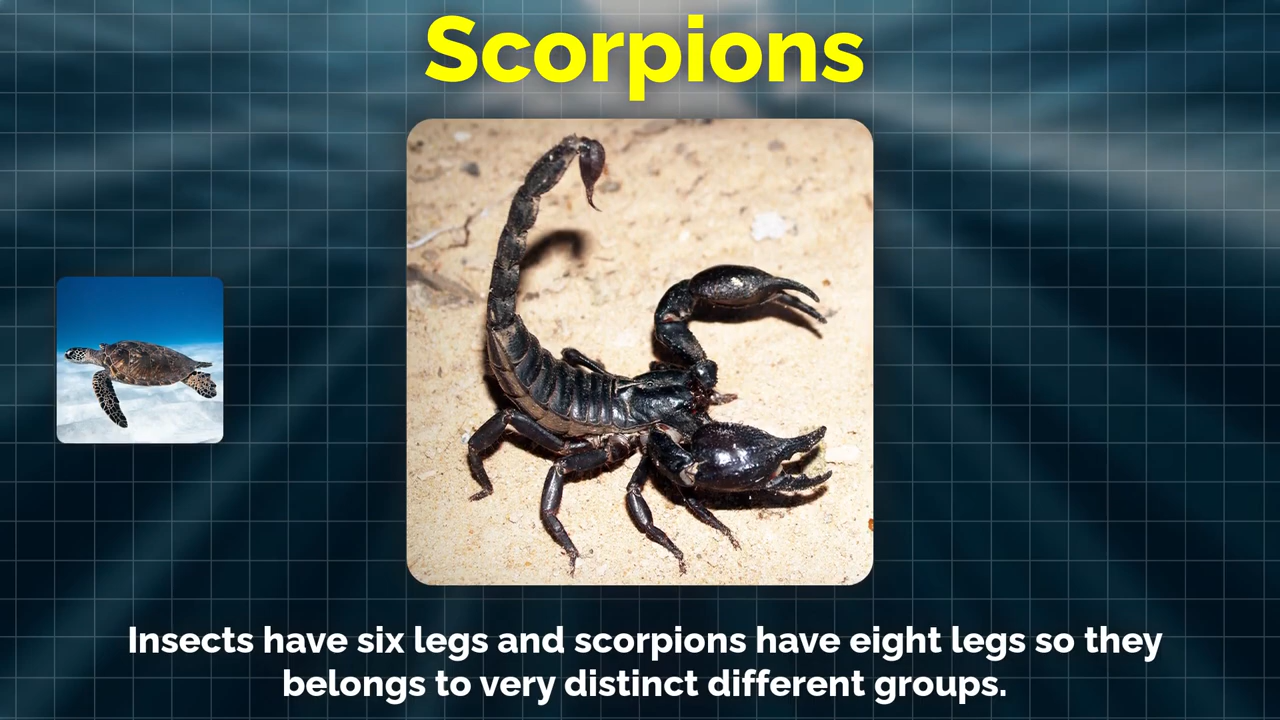 Scorpions
Insects have six legs and scorpions have eight legs so they
belongs to very distinct different groups.